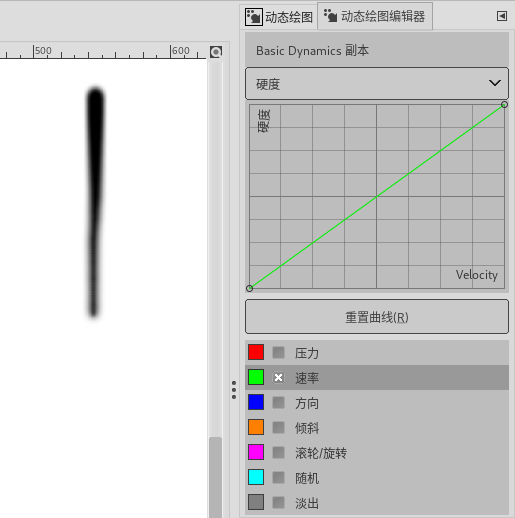 动态绘图
动态绘图编辑器
500
600
Basic Dynamics 副本
硬度
硬度
Velocity
重置曲线(R)
压力
速率
方向
倾斜
滚轮/旋转
随机
淡出